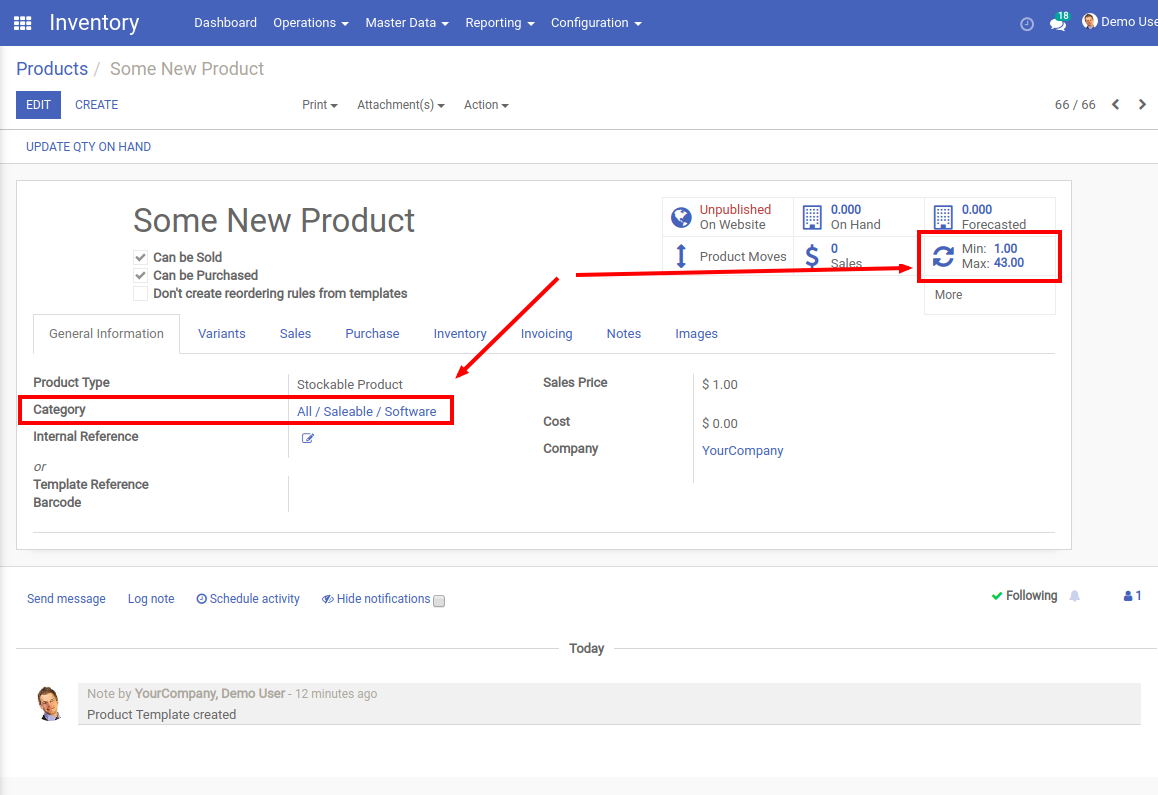 Inventory Dashboard Operations Master Data Reporting Configuration 18 Demo Use
Products / Some New Product
EDIT CREATE Print Attachment(s) Action 66 / 66
UPDATE QTY ON HAND
Some New Product
Unpublished
On Website
0.000
On Hand
0.000
Forecasted
Product Moves
0
Sales
Min: 1.00
Max: 43.00
More
Can be Sold
Can be Purchased
Don't create reordering rules from templates
General Information Variants Sales Purchase Inventory Invoicing Notes Images
Product Type Stockable Product
Category All / Saleable / Software
Internal Reference
or
Template Reference
Barcode
Sales Price $ 1.00
Cost $ 0.00
Company YourCompany
Send message Log note Schedule activity Hide notifications Following 1
Today
Note by YourCompany, Demo User - 12 minutes ago
Product Template created